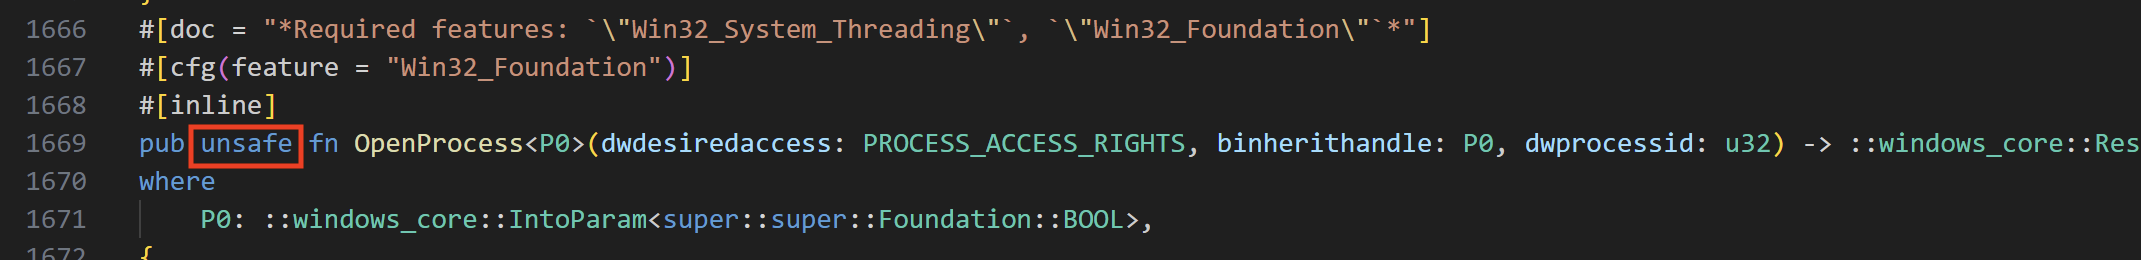 1666 #[doc = "*Required features: `\"Win32_System_Threading\"`, `\"Win32_Foundation\"`*"]
1667 #[cfg(feature = "Win32_Foundation")]
1668 #[inline]
1669 pub unsafe fn OpenProcess<P0>(dwdesiredaccess: PROCESS_ACCESS_RIGHTS, binherithandle: P0, dwprocessid: u32) -> ::windows_core::Res
1670 where
1671     P0: ::windows_core::IntoParam<super::super::Foundation::BOOL>,
1672 {